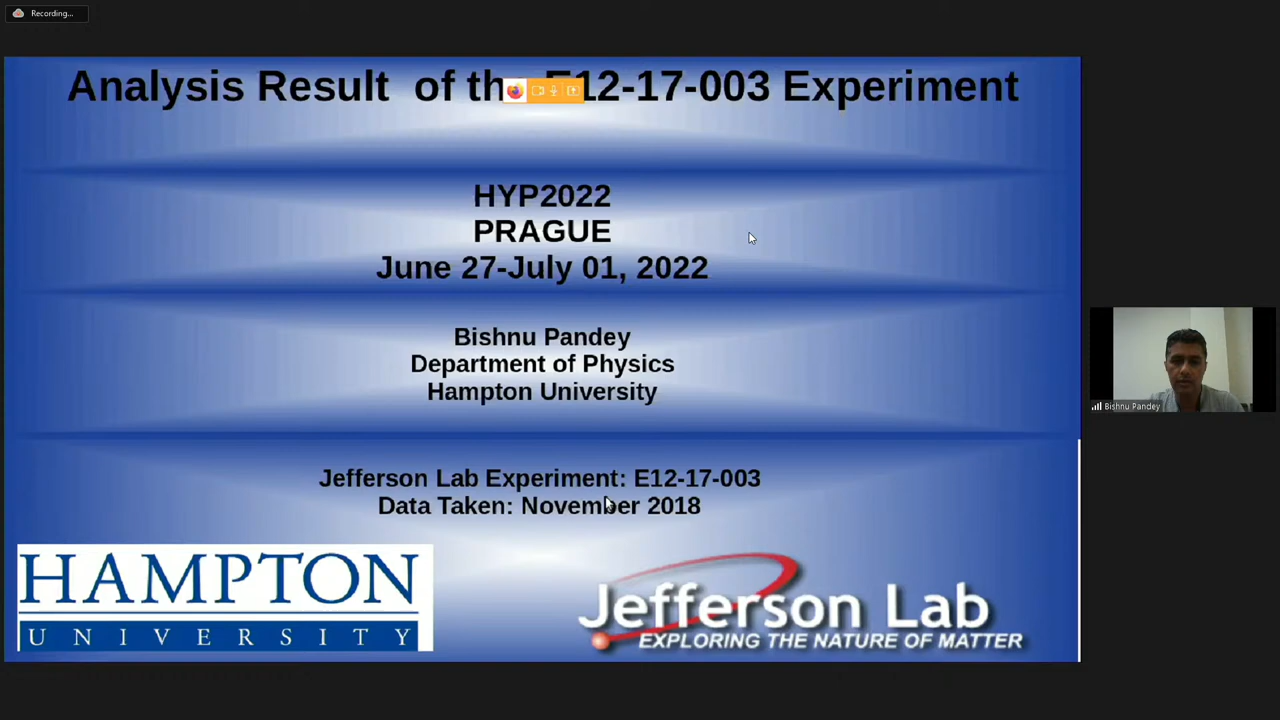 Recording...
Analysis Result of th E12-17-003 Experiment
HYP2022
PRAGUE
June 27-July 01, 2022
Bishnu Pandey
Department of Physics
Hampton University
Bishnu Pandey
Jefferson Lab Experiment: E12-17-003
Data Taken: November 2018
HAMPTON
UNIVERSITY
Jefferson Lab
EXPLORING THE NATURE OF MATTER